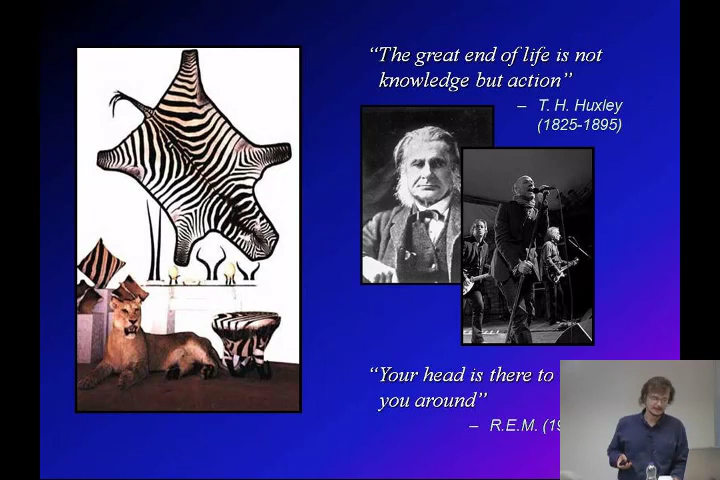 “The great end of life is not
knowledge but action”
– T. H. Huxley
(1825-1895)
“Your head is there to
you around”
– R.E.M. (19